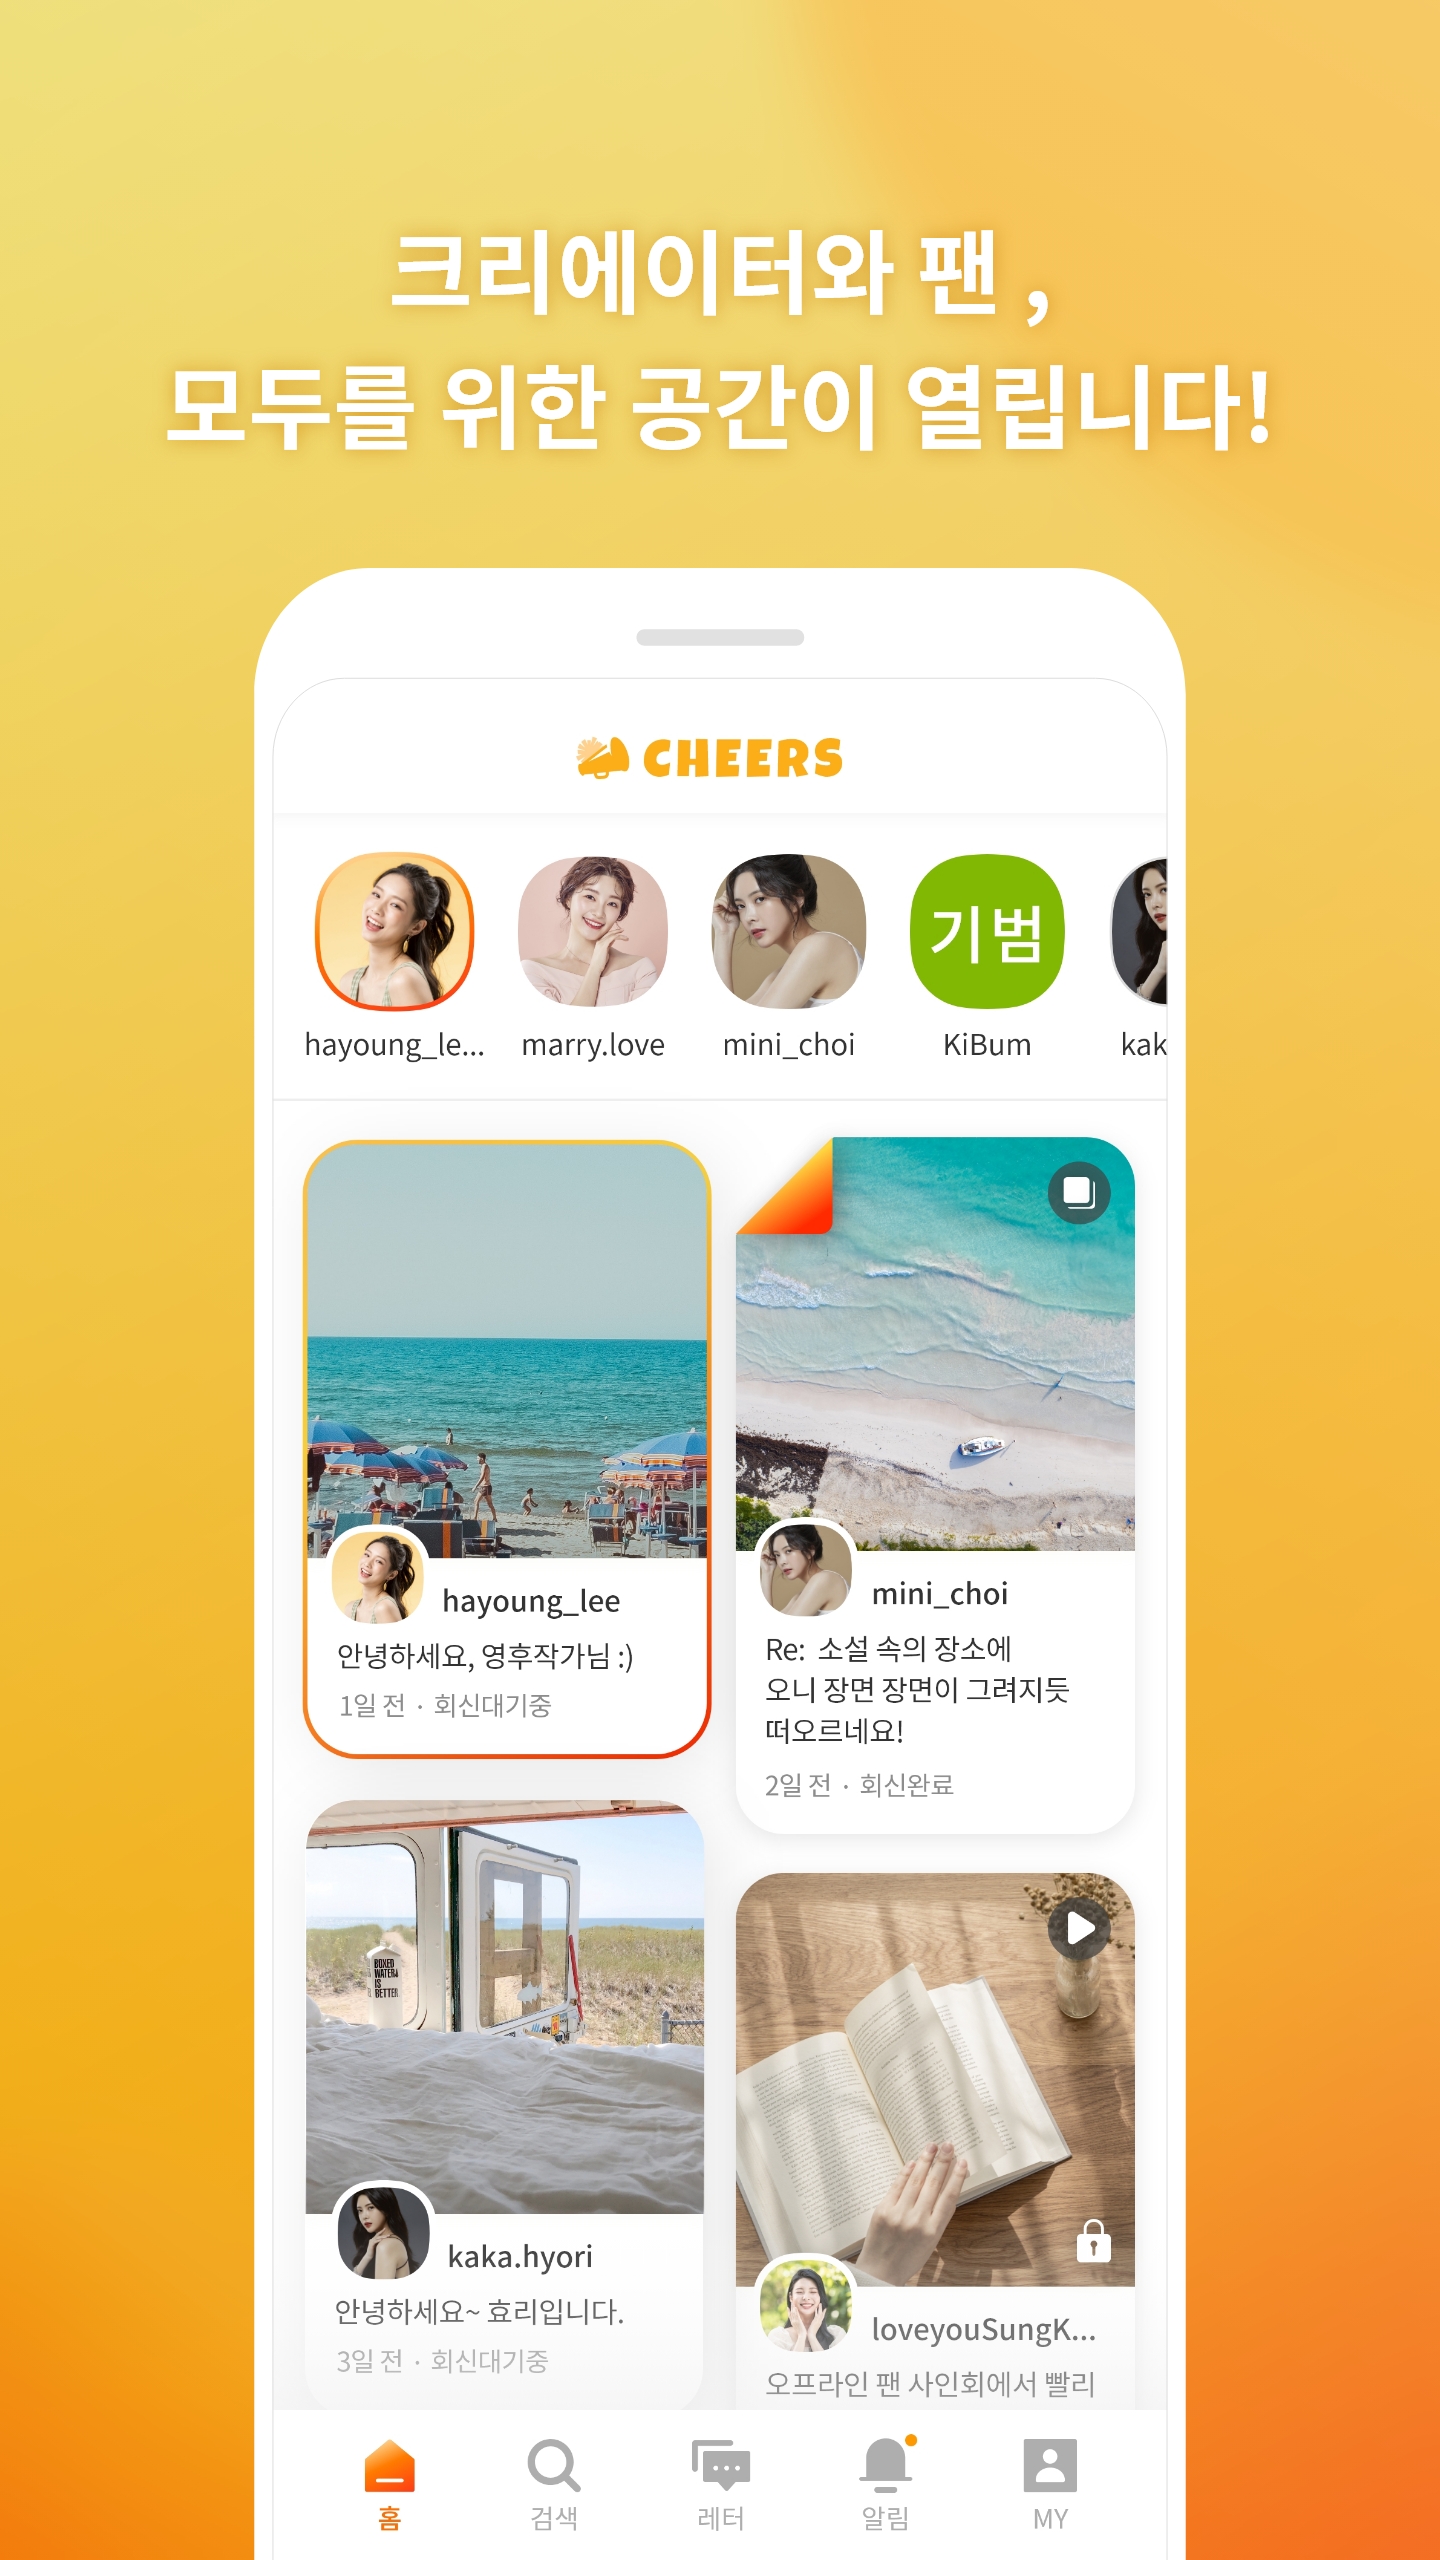 크리에이터와 팬 ,
모두를 위한 공간이 열립니다!
CHEERS
기범
hayoung_le...
marry.love
mini_choi
KiBum
kak
hayoung_lee
안녕하세요, 영후작가님 :)
1일 전 · 회신대기중
mini_choi
Re: 소설 속의 장소에
오니 장면 장면이 그려지듯
떠오르네요!
2일 전 · 회신완료
BOXED
WATER
IS
BETTER
kaka.hyori
안녕하세요~ 효리입니다.
3일 전 · 회신대기중
loveyouSungK...
오프라인 팬 사인회에서 빨리
홈
검색
레터
알림
MY